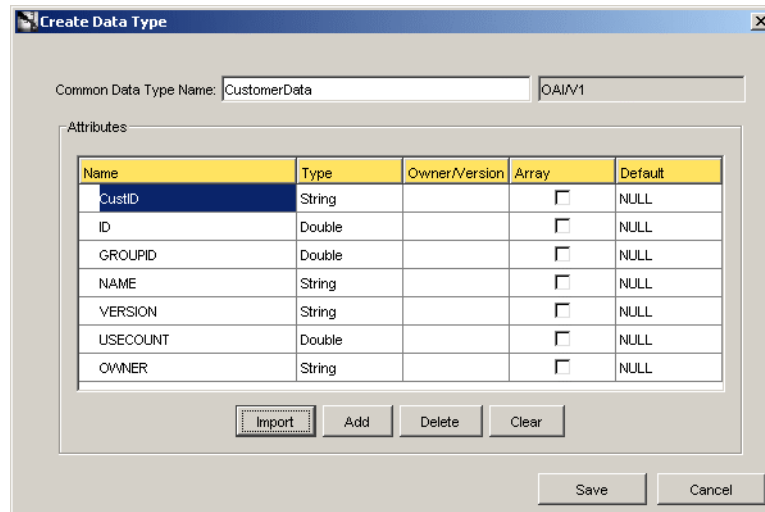 Create Data Type
Common Data Type Name: CustomerData OAI/V1
Attributes
Name Type Owner/Version Array Default
CustID String NULL
ID Double NULL
GROUPID Double NULL
NAME String NULL
VERSION String NULL
USECOUNT Double NULL
OWNER String NULL
Import Add Delete Clear
Save Cancel